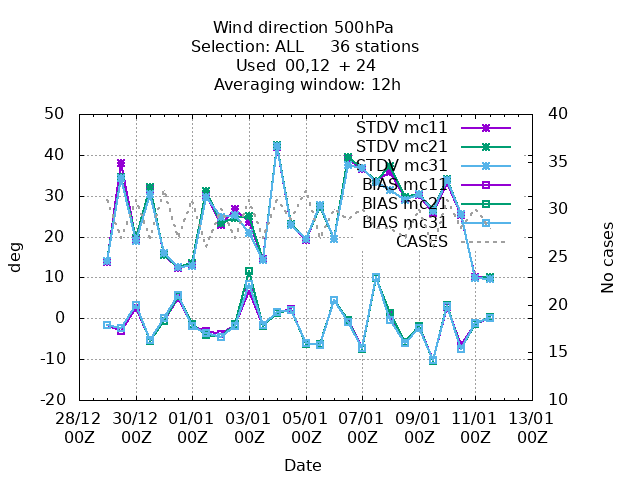 Wind direction 500hPa
Selection: ALL 36 stations
Used 00,12 + 24
Averaging window: 12h
50
40
30
20
10
0
-10
-20
deg
40
35
30
25
20
15
10
No cases
STDV mc11
STDV mc21
STDV mc31
BIAS mc11
BIAS mc21
BIAS mc31
CASES
28/12 30/12 01/01 03/01 05/01 07/01 09/01 11/01 13/01
00Z 00Z 00Z 00Z 00Z 00Z 00Z 00Z 00Z
Date